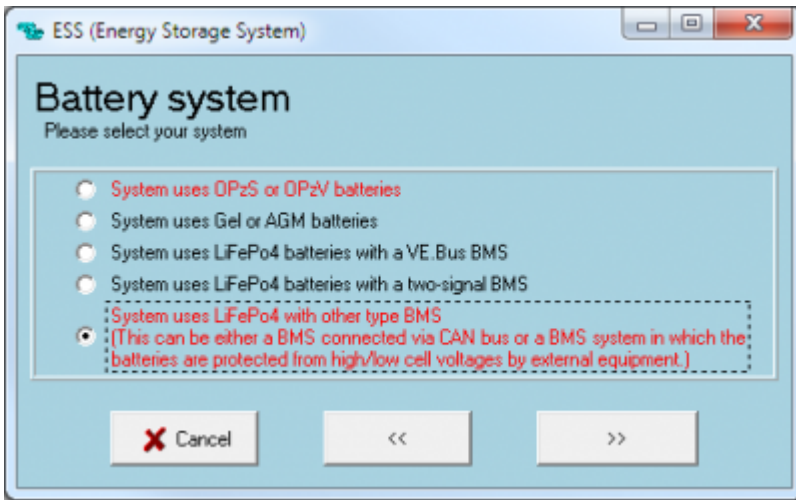 ESS (Energy Storage System)
Battery system
Please select your system
System uses OPzS or OPzV batteries
System uses Gel or AGM batteries
System uses LiFePo4 batteries with a VE.Bus BMS
System uses LiFePo4 batteries with a two-signal BMS
System uses LiFePo4 with other type BMS
(This can be either a BMS connected via CAN bus or a BMS system in which the
batteries are protected from high/low cell voltages by external equipment.)
Cancel
<<
>>